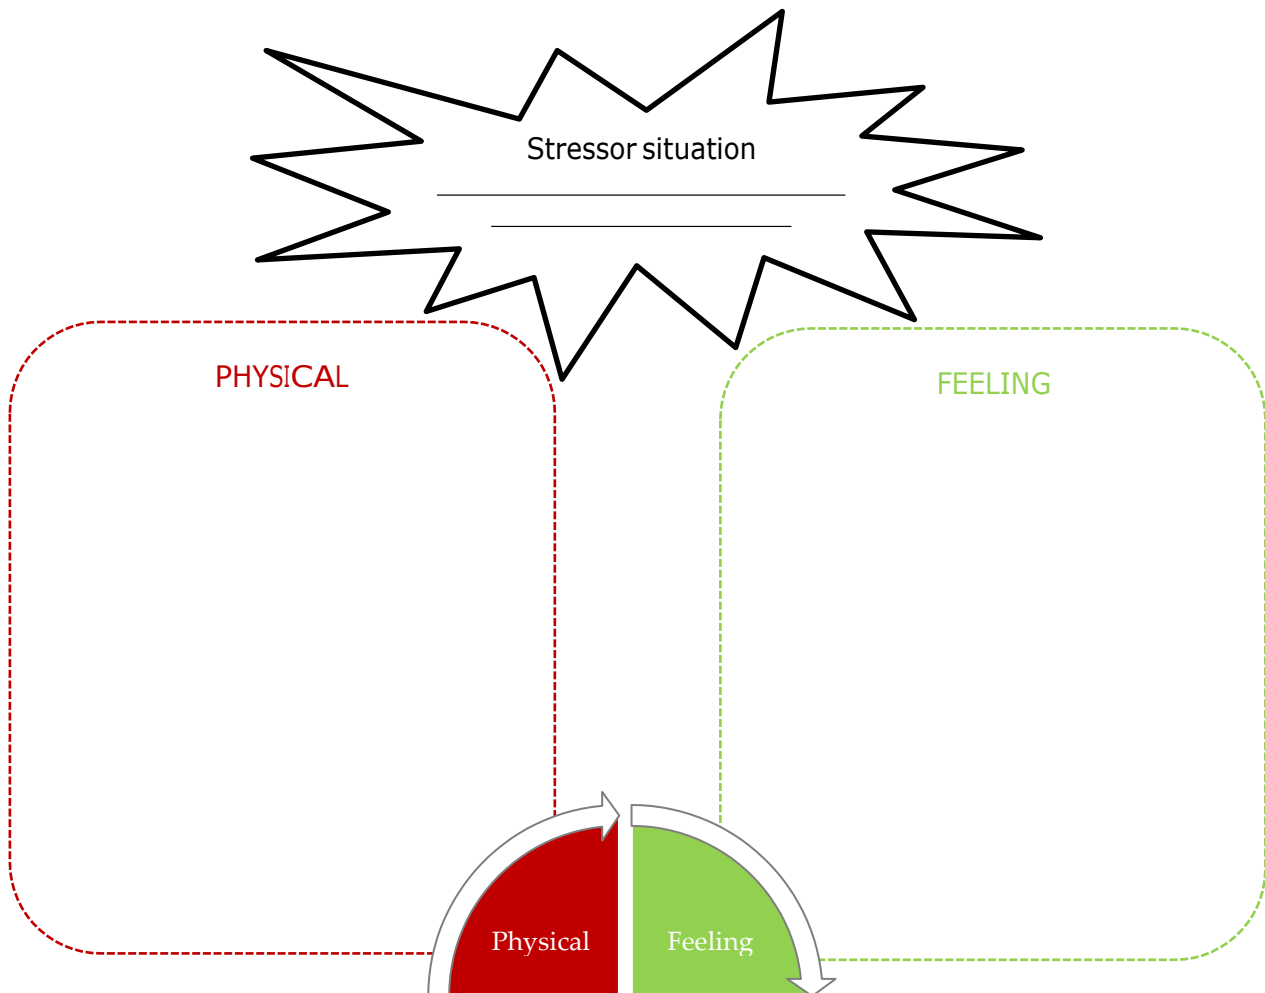 Stressor situation
PHYSICAL
FEELING
Physical
Feeling